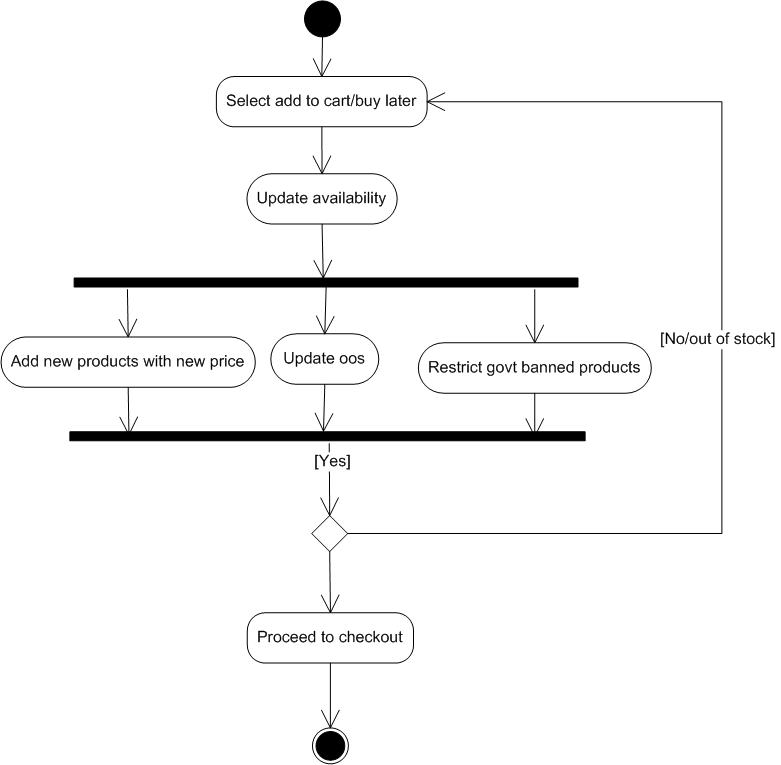 Select add to cart/buy later
Update availability
[No/out of stock]
Add new products with new price
Update oos
Restrict govt banned products
[Yes]
Proceed to checkout